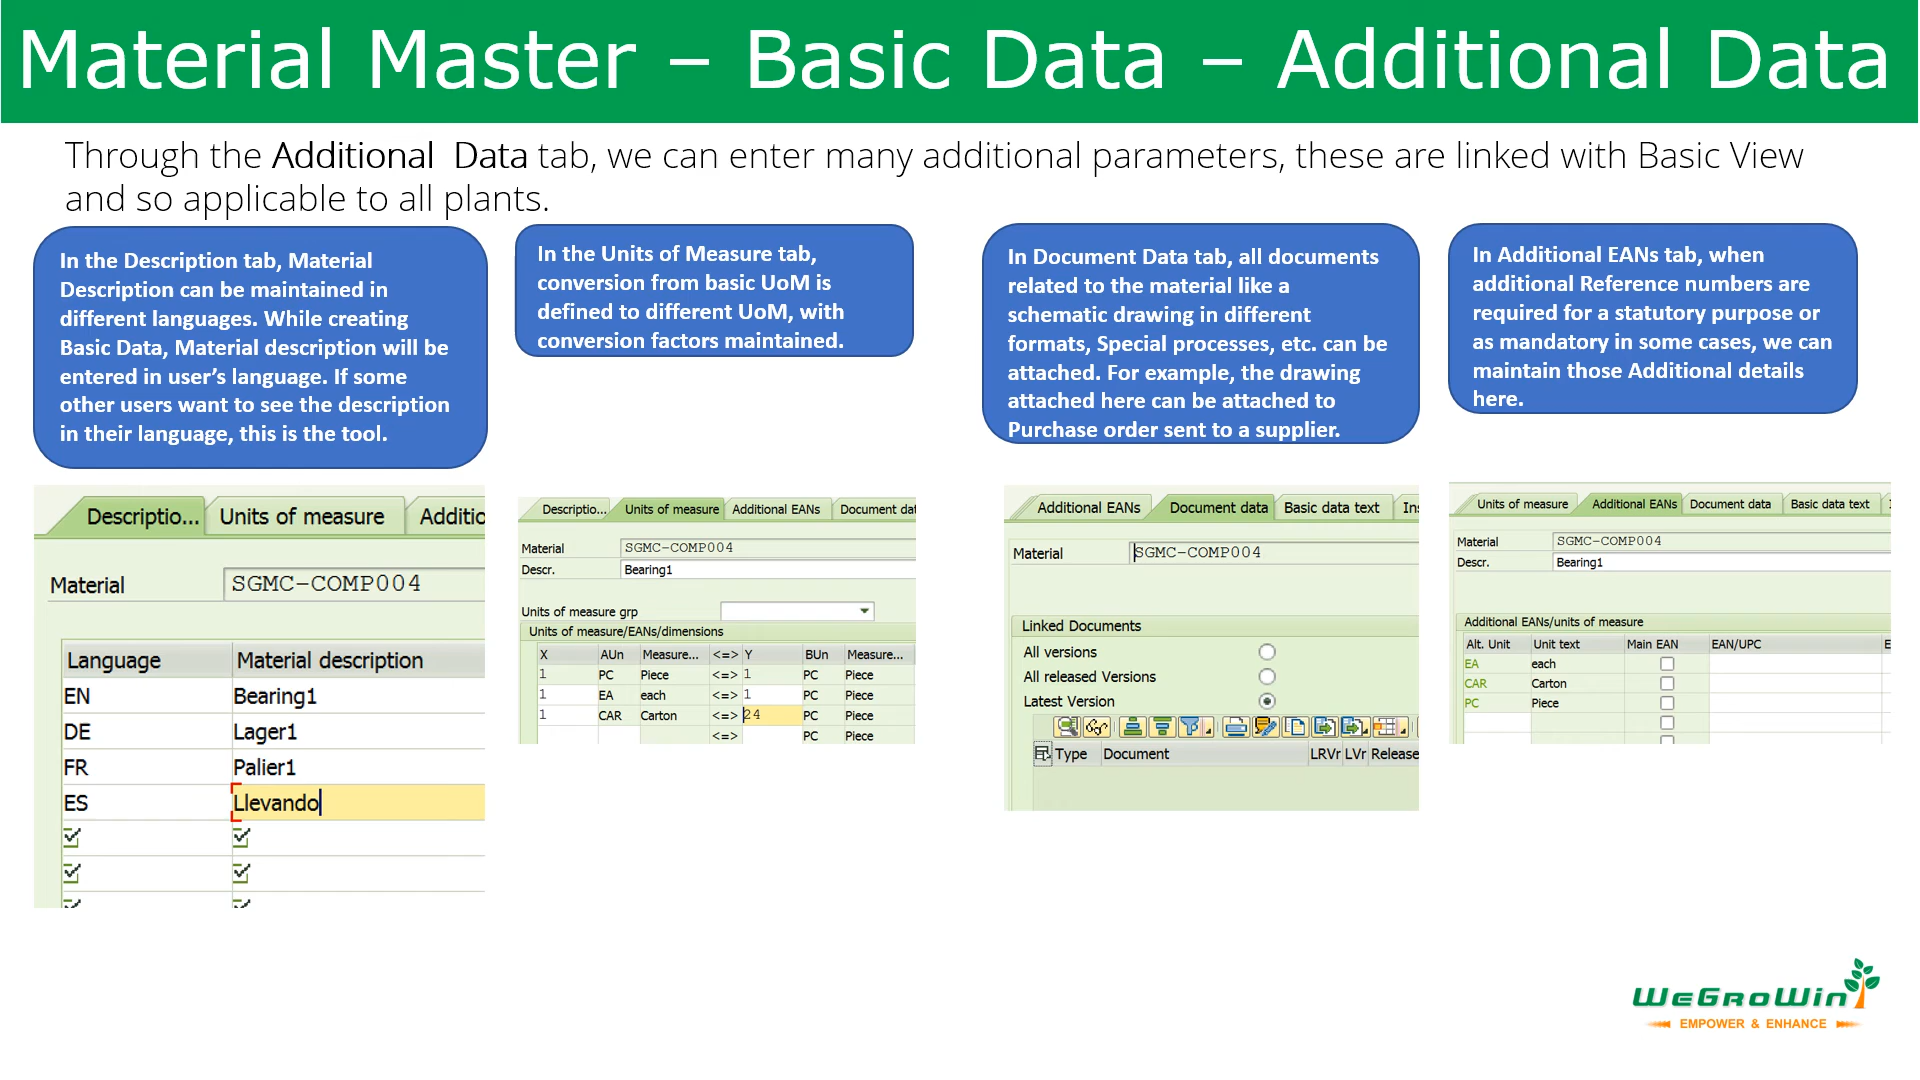 Material Master – Basic Data – Additional Data
Through the Additional Data tab, we can enter many additional parameters, these are linked with Basic View
and so applicable to all plants.
In the Description tab, Material
Description can be maintained in
different languages. While creating
Basic Data, Material description will be
entered in user’s language. If some
other users want to see the description
in their language, this is the tool.
In the Units of Measure tab,
conversion from basic UoM is
defined to different UoM, with
conversion factors maintained.
In Document Data tab, all documents
related to the material like a
schematic drawing in different
formats, Special processes, etc. can be
attached. For example, the drawing
attached here can be attached to
Purchase order sent to a supplier.
In Additional EANs tab, when
additional Reference numbers are
required for a statutory purpose or
as mandatory in some cases, we can
maintain those Additional details
here.
Descriptio... Units of measure Additio
Material SGMC-COMP004
Language Material description
EN Bearing1
DE Lager1
FR Palier1
ES Llevando
Descriptio... Units of measure Additional EANs Document dat
Material SGMC-COMP004
Descr. Bearing1
Units of measure grp
Units of measure/EANs/dimensions
X AUn Measure... <=> Y BUn Measure...
1 PC Piece <=> 1 PC Piece
1 EA each <=> 1 PC Piece
1 CAR Carton <=> 24 PC Piece
<=> PC Piece
Additional EANs Document data Basic data text Ins
Material SGMC-COMP004
Linked Documents
All versions
All released Versions
Latest Version
Type Document LRVr LVr Release
Units of measure Additional EANs Document data Basic data text
Material SGMC-COMP004
Descr. Bearing1
Additional EANs/units of measure
Alt. Unit Unit text Main EAN EAN/UPC E
EA each
CAR Carton
PC Piece
WeGroWin
EMPOWER & ENHANCE